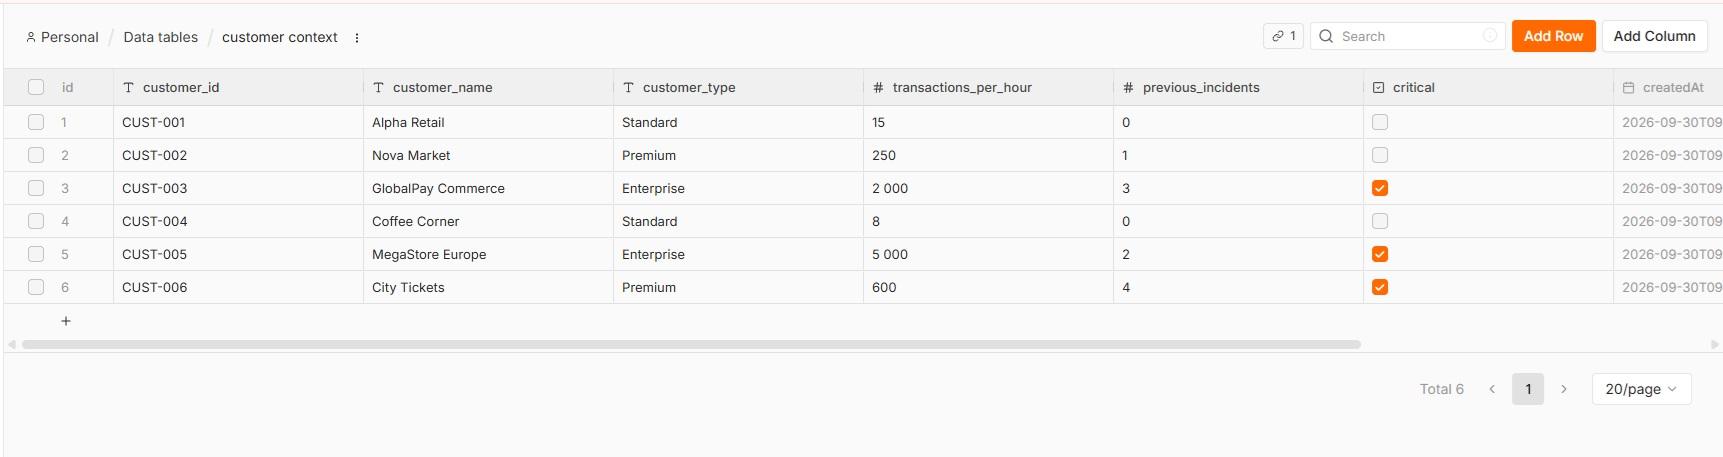 Personal / Data tables / customer context
1 Search Add Row Add Column
id customer_id customer_name customer_type transactions_per_hour previous_incidents critical createdAt
1 CUST-001 Alpha Retail Standard 15 0 2026-09-30T09
2 CUST-002 Nova Market Premium 250 1 2026-09-30T09
3 CUST-003 GlobalPay Commerce Enterprise 2 000 3 2026-09-30T09
4 CUST-004 Coffee Corner Standard 8 0 2026-09-30T09
5 CUST-005 MegaStore Europe Enterprise 5 000 2 2026-09-30T09
6 CUST-006 City Tickets Premium 600 4 2026-09-30T09
+
Total 6 1 20/page